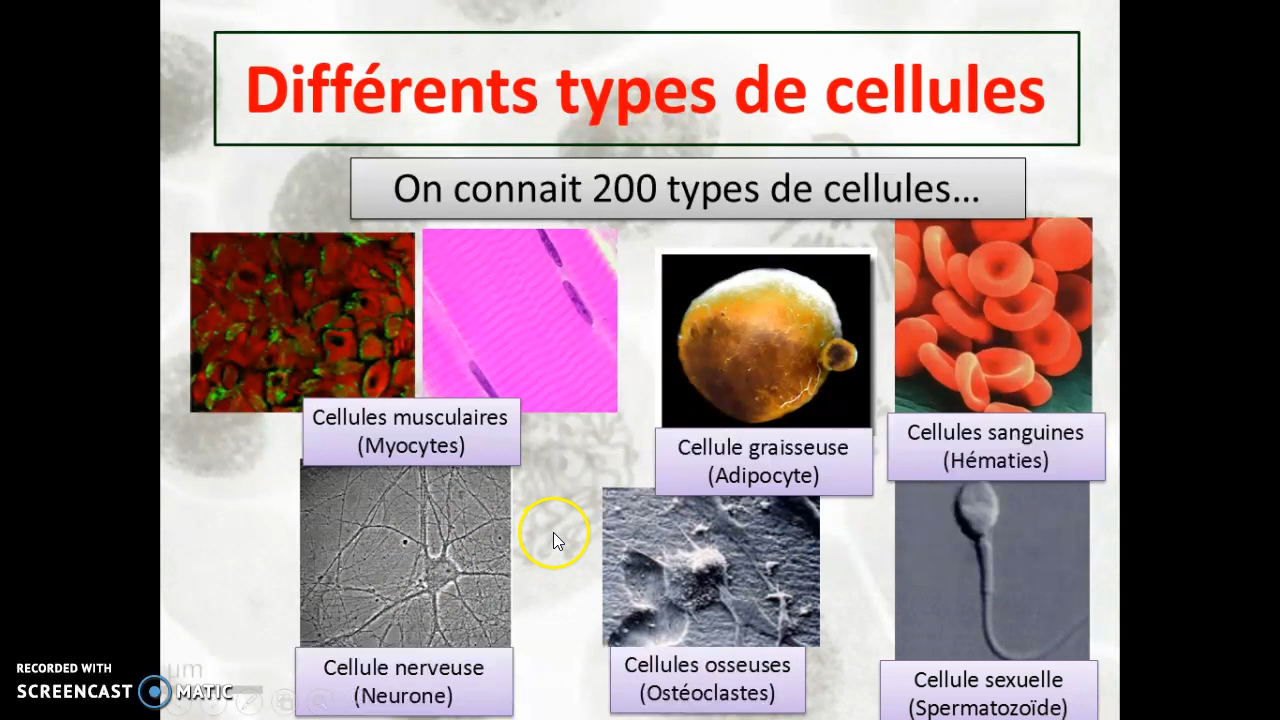 Différents types de cellules
On connait 200 types de cellules...
Cellules musculaires
(Myocytes)
Cellule graisseuse
(Adipocyte)
Cellules sanguines
(Hématies)
Cellule nerveuse
(Neurone)
Cellules osseuses
(Ostéoclastes)
Cellule sexuelle
(Spermatozoïde)
µm
RECORDED WITH
SCREENCAST MATIC